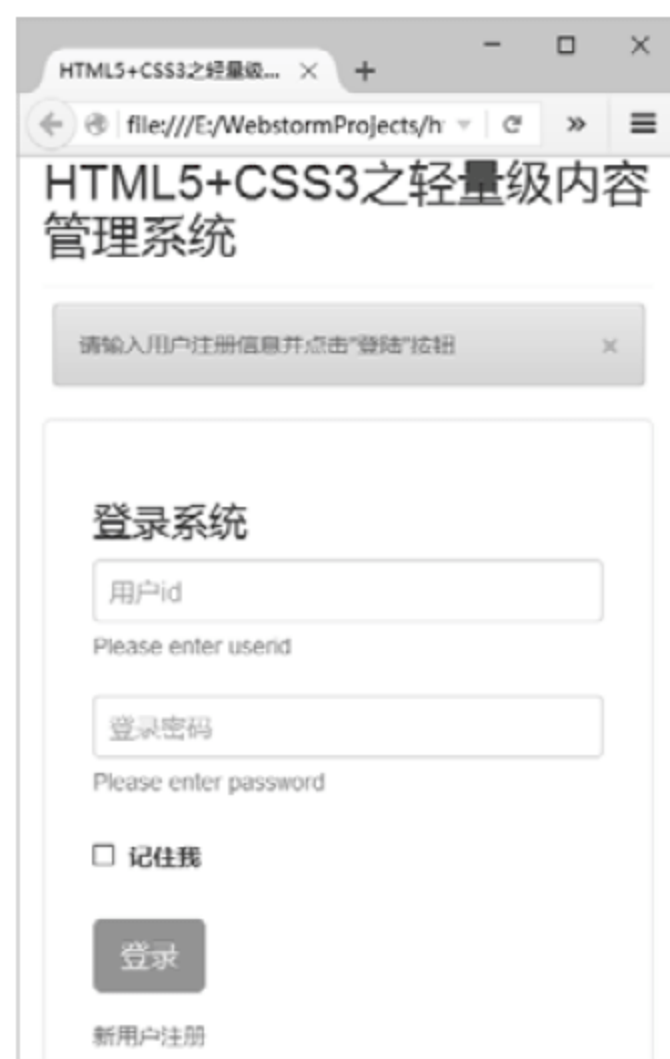 HTML5+CSS3之轻量级...
file:///E:/WebstormProjects/h
HTML5+CSS3之轻量级内容
管理系统
请输入用户注册信息并点击"登陆"按钮
登录系统
用户id
Please enter userid
登录密码
Please enter password
记住我
登录
新用户注册